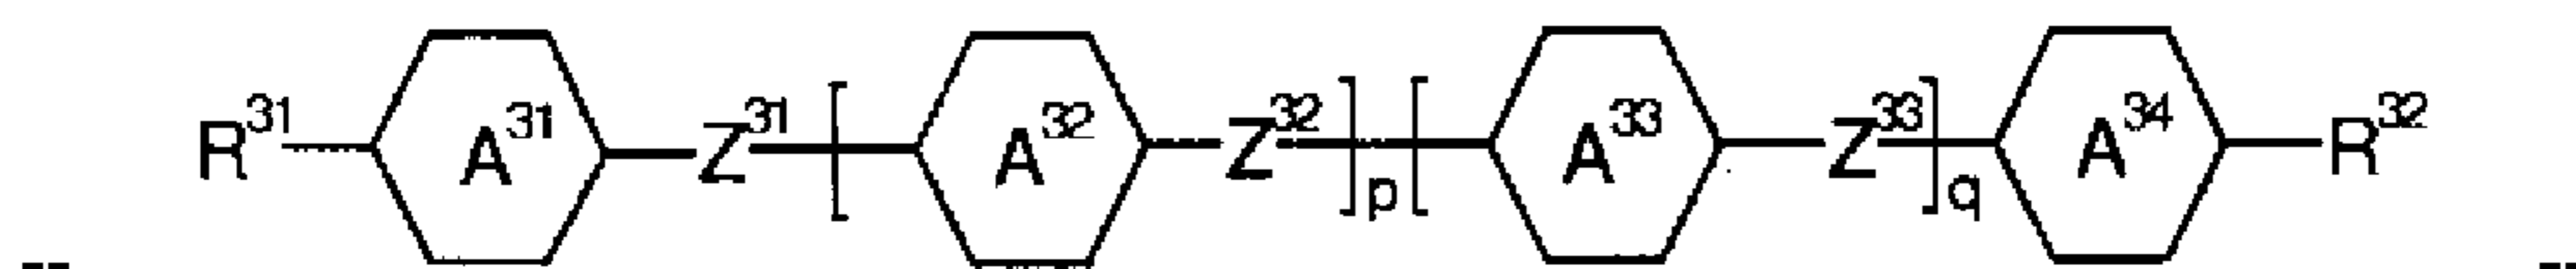 R³¹ A³¹ Z³¹ [ A³² Z³² ]p [ A³³ Z³³ ]q A³⁴ R³²